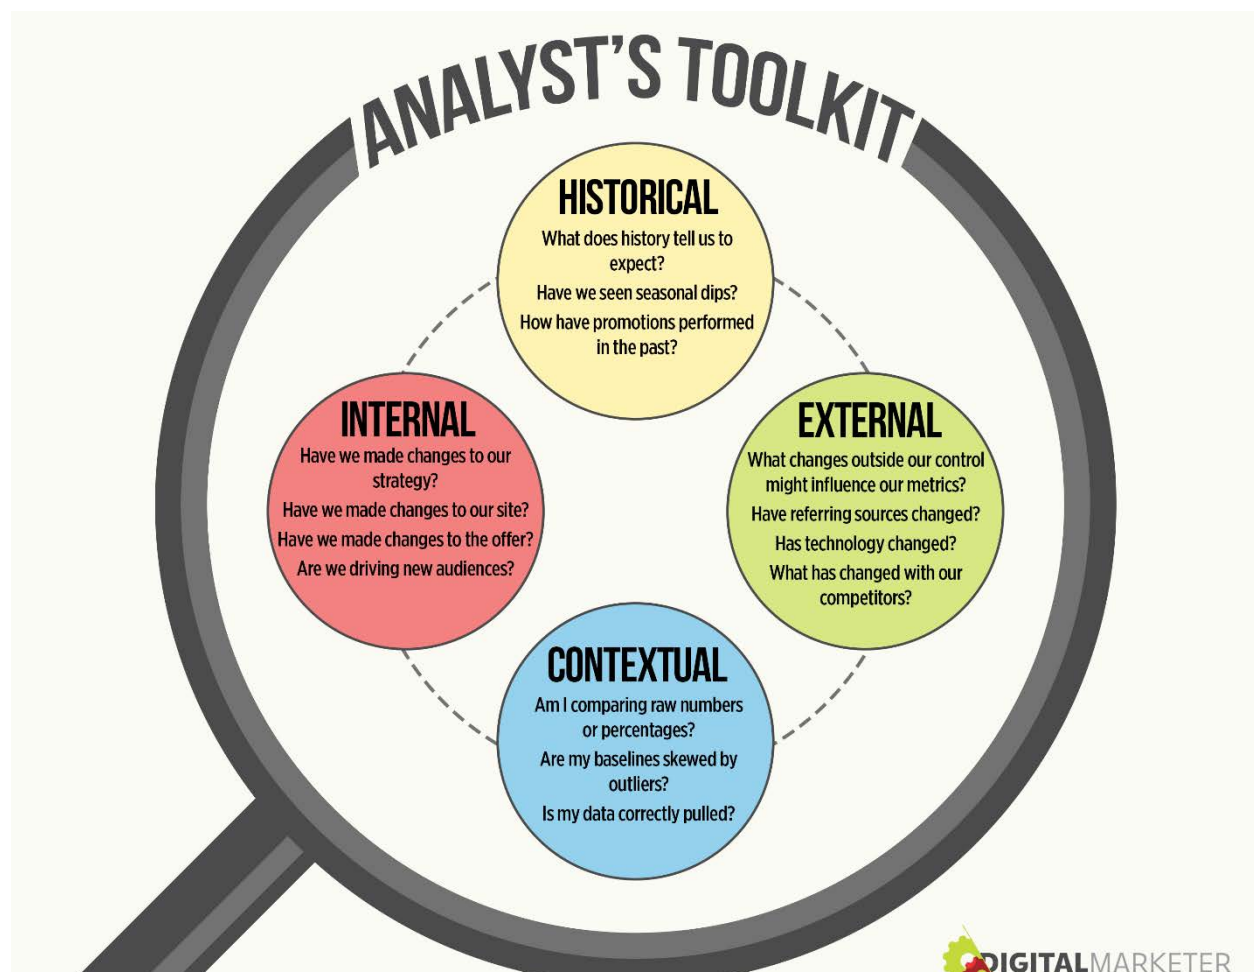 ANALYST'S TOOLKIT
HISTORICAL
What does history tell us to
expect?
Have we seen seasonal dips?
How have promotions performed
in the past?
INTERNAL
Have we made changes to our
strategy?
Have we made changes to our site?
Have we made changes to the offer?
Are we driving new audiences?
EXTERNAL
What changes outside our control
might influence our metrics?
Have referring sources changed?
Has technology changed?
What has changed with our
competitors?
CONTEXTUAL
Am I comparing raw numbers
or percentages?
Are my baselines skewed by
outliers?
Is my data correctly pulled?
DIGITALMARKETER